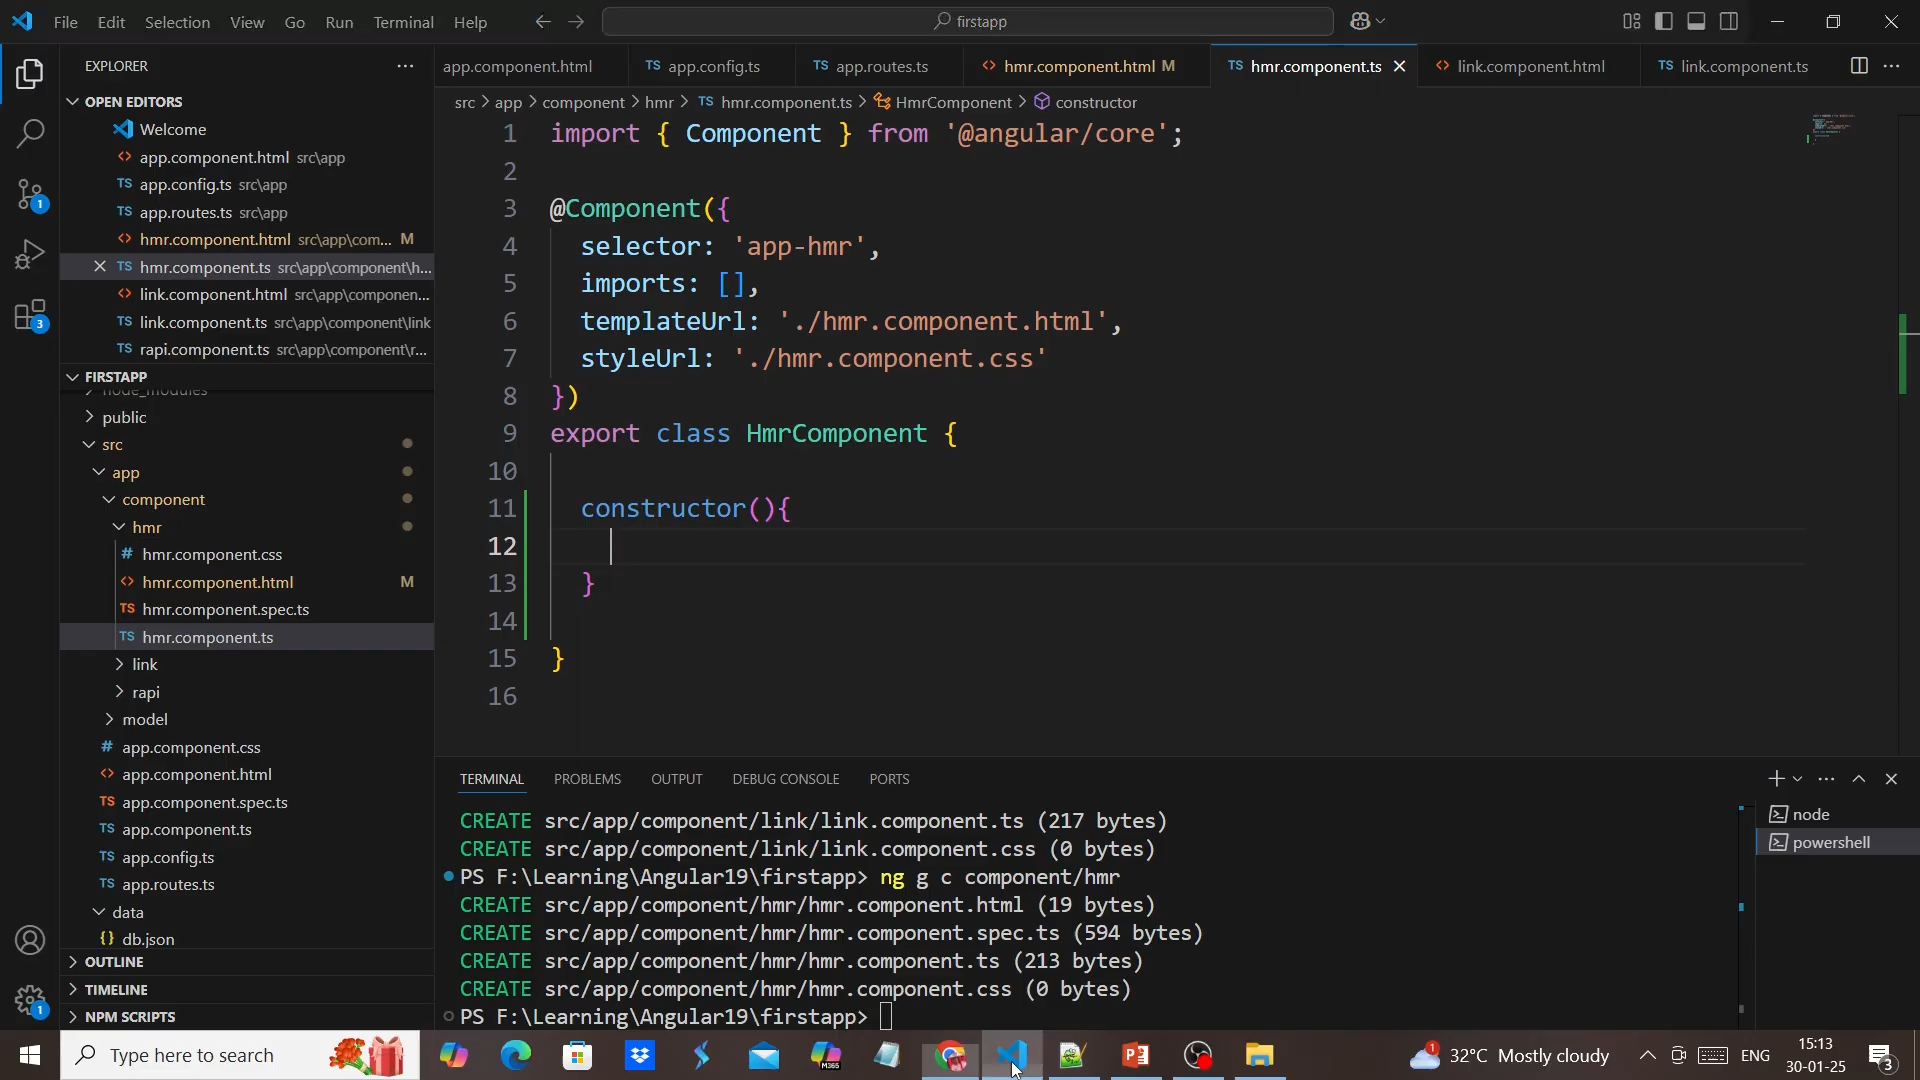 File Edit Selection View Go Run Terminal Help
firstapp
EXPLORER
OPEN EDITORS
Welcome
app.component.html src\app
app.config.ts src\app
app.routes.ts src\app
hmr.component.html src\app\com... M
hmr.component.ts src\app\component\h...
link.component.html src\app\componen...
link.component.ts src\app\component\link
rapi.component.ts src\app\component\r...
FIRSTAPP
node_modules
public
src
app
component
hmr
hmr.component.css
hmr.component.html M
hmr.component.spec.ts
hmr.component.ts
link
rapi
model
app.component.css
app.component.html
app.component.spec.ts
app.component.ts
app.config.ts
app.routes.ts
data
db.json
OUTLINE
TIMELINE
NPM SCRIPTS
app.component.html TS app.config.ts TS app.routes.ts hmr.component.html M TS hmr.component.ts link.component.html TS link.component.ts
src > app > component > hmr > TS hmr.component.ts > HmrComponent > constructor
1 import { Component } from '@angular/core';
2
3 @Component({
4 selector: 'app-hmr',
5 imports: [],
6 templateUrl: './hmr.component.html',
7 styleUrl: './hmr.component.css'
8 })
9 export class HmrComponent {
10
11 constructor(){
12
13 }
14
15 }
16
TERMINAL PROBLEMS OUTPUT DEBUG CONSOLE PORTS
CREATE src/app/component/link/link.component.ts (217 bytes)
CREATE src/app/component/link/link.component.css (0 bytes)
PS F:\Learning\Angular19\firstapp> ng g c component/hmr
CREATE src/app/component/hmr/hmr.component.html (19 bytes)
CREATE src/app/component/hmr/hmr.component.spec.ts (594 bytes)
CREATE src/app/component/hmr/hmr.component.ts (213 bytes)
CREATE src/app/component/hmr/hmr.component.css (0 bytes)
PS F:\Learning\Angular19\firstapp>
node
powershell
Type here to search
32°C Mostly cloudy
ENG
15:13
30-01-25
3